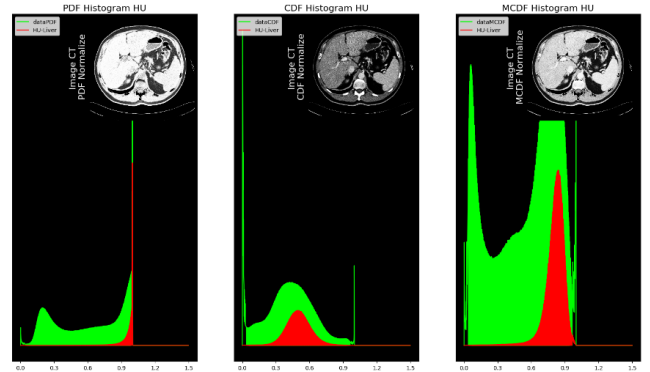 PDF Histogram HU
dataPDF
HU-Liver
Image CT
PDF Normalize
0.0 0.3 0.6 0.9 1.2 1.5
CDF Histogram HU
dataCDF
HU-Liver
Image CT
CDF Normalize
0.0 0.3 0.6 0.9 1.2 1.5
MCDF Histogram HU
dataMCDF
HU-Liver
Image CT
MCDF Normalize
0.0 0.3 0.6 0.9 1.2 1.5